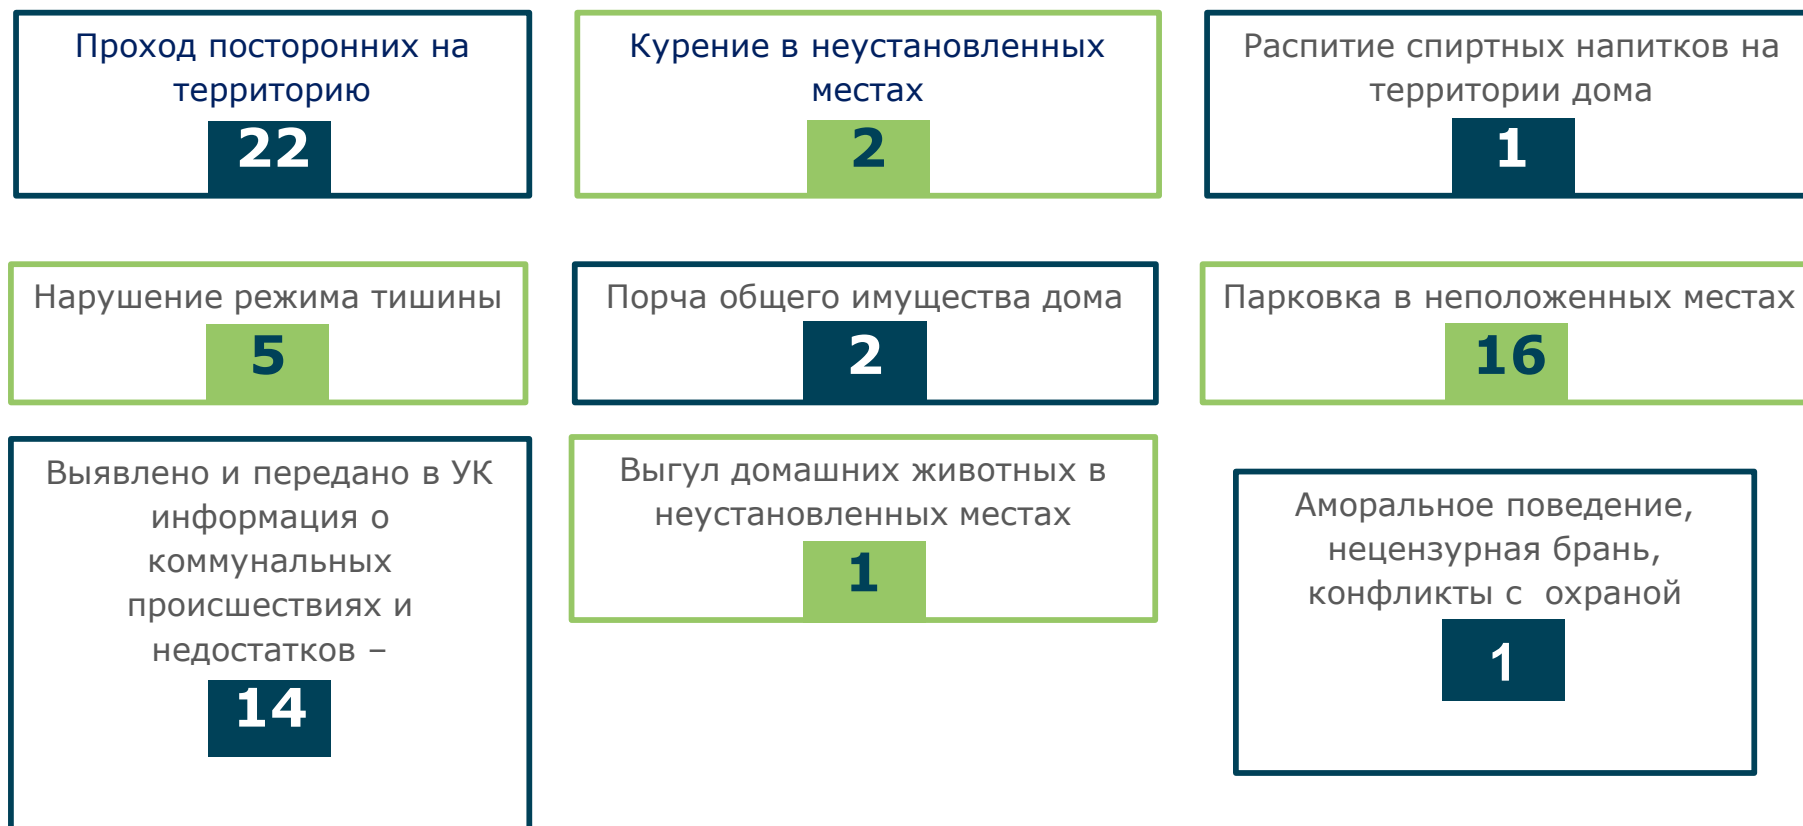 Проход посторонних на
территорию
22
Курение в неустановленных
местах
2
Распитие спиртных напитков на
территории дома
1
Нарушение режима тишины
5
Порча общего имущества дома
2
Парковка в неположенных местах
16
Выявлено и передано в УК
информация о
коммунальных
происшествиях и
недостатков –
14
Выгул домашних животных в
неустановленных местах
1
Аморальное поведение,
нецензурная брань,
конфликты с  охраной
1